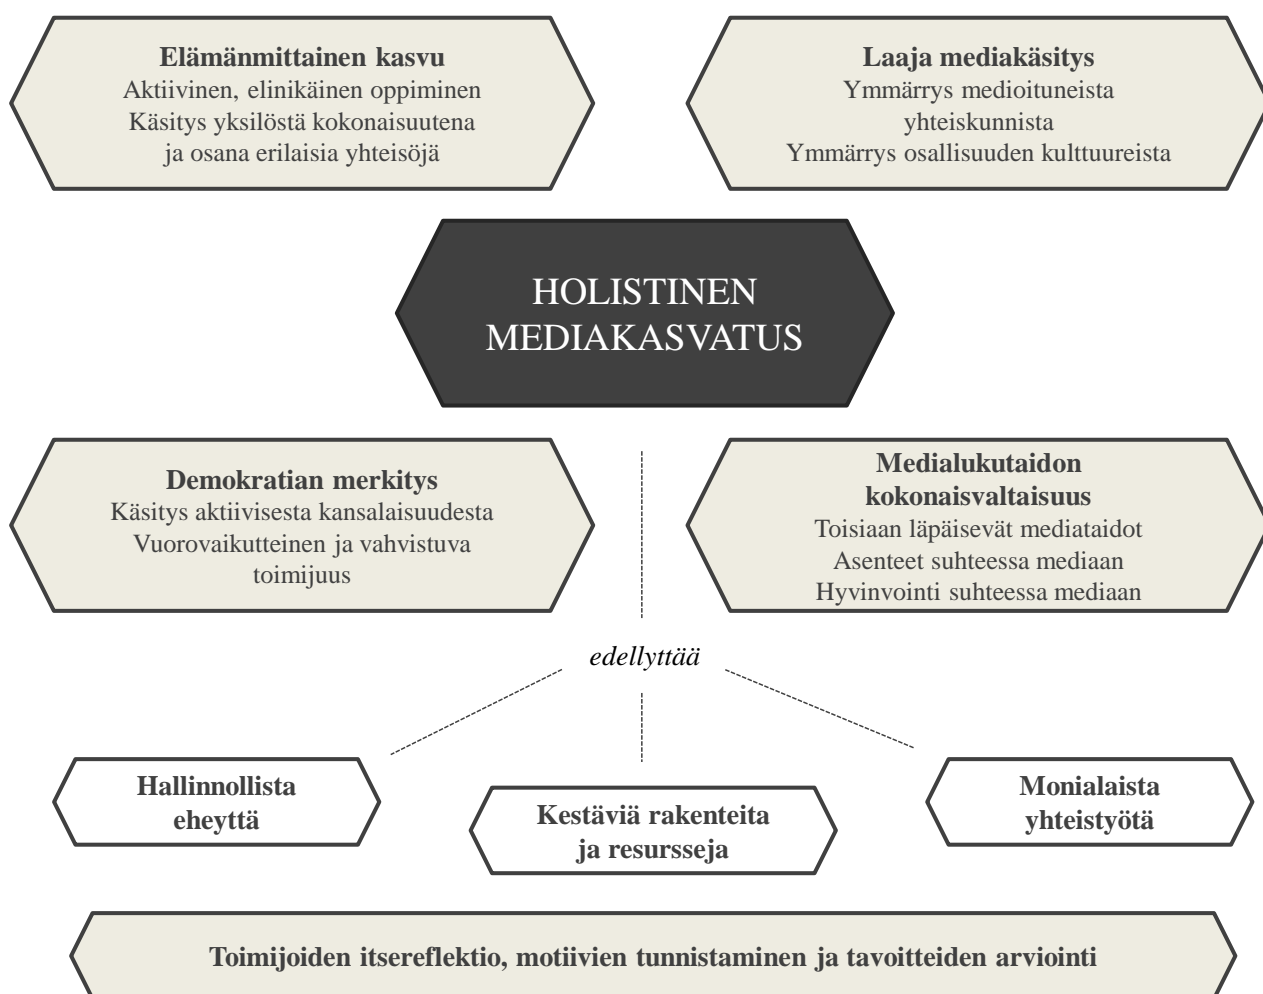 Elämänmittainen kasvu
Aktiivinen, elinikäinen oppiminen
Käsitys yksilöstä kokonaisuutena
ja osana erilaisia yhteisöjä
Laaja mediakäsitys
Ymmärrys medioituneista
yhteiskunnista
Ymmärrys osallisuuden kulttuureista
HOLISTINEN
MEDIAKASVATUS
Demokratian merkitys
Käsitys aktiivisesta kansalaisuudesta
Vuorovaikutteinen ja vahvistuva
toimijuus
Medialukutaidon
kokonaisvaltaisuus
Toisiaan läpäisevät mediataidot
Asenteet suhteessa mediaan
Hyvinvointi suhteessa mediaan
edellyttää
Hallinnollista
eheyttä
Kestäviä rakenteita
ja resursseja
Monialaista
yhteistyötä
Toimijoiden itsereflektio, motiivien tunnistaminen ja tavoitteiden arviointi